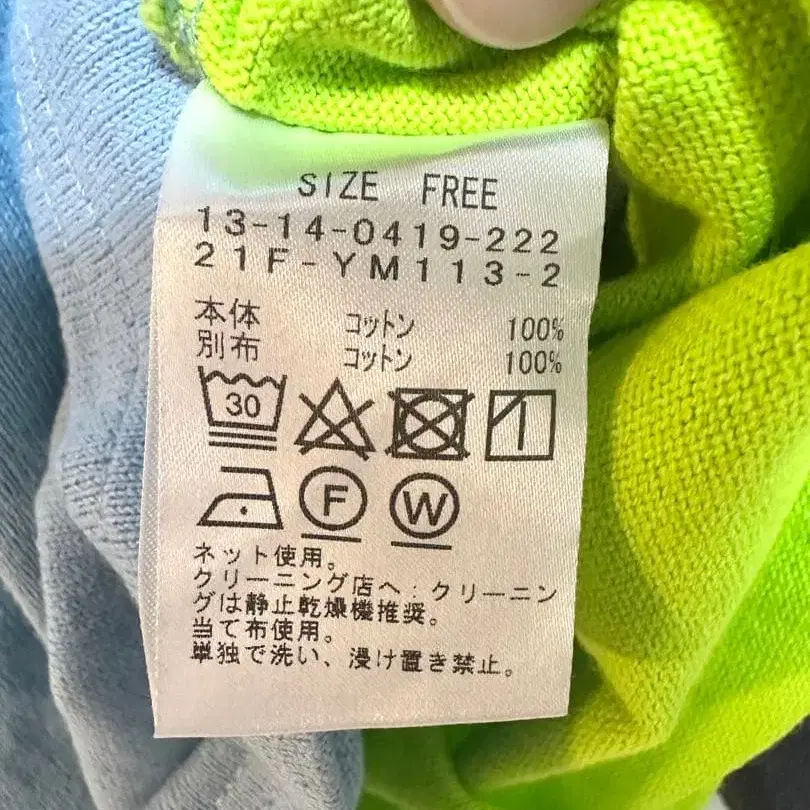 SIZE FREE
13-14-0419-222
21F-YM113-2
本体 コットン 100%
別布 コットン 100%
30
F W
ネット使用。
クリーニング店へ：クリーニン
グは静止乾燥機推奨。
当て布使用。
単独で洗い、浸け置き禁止。